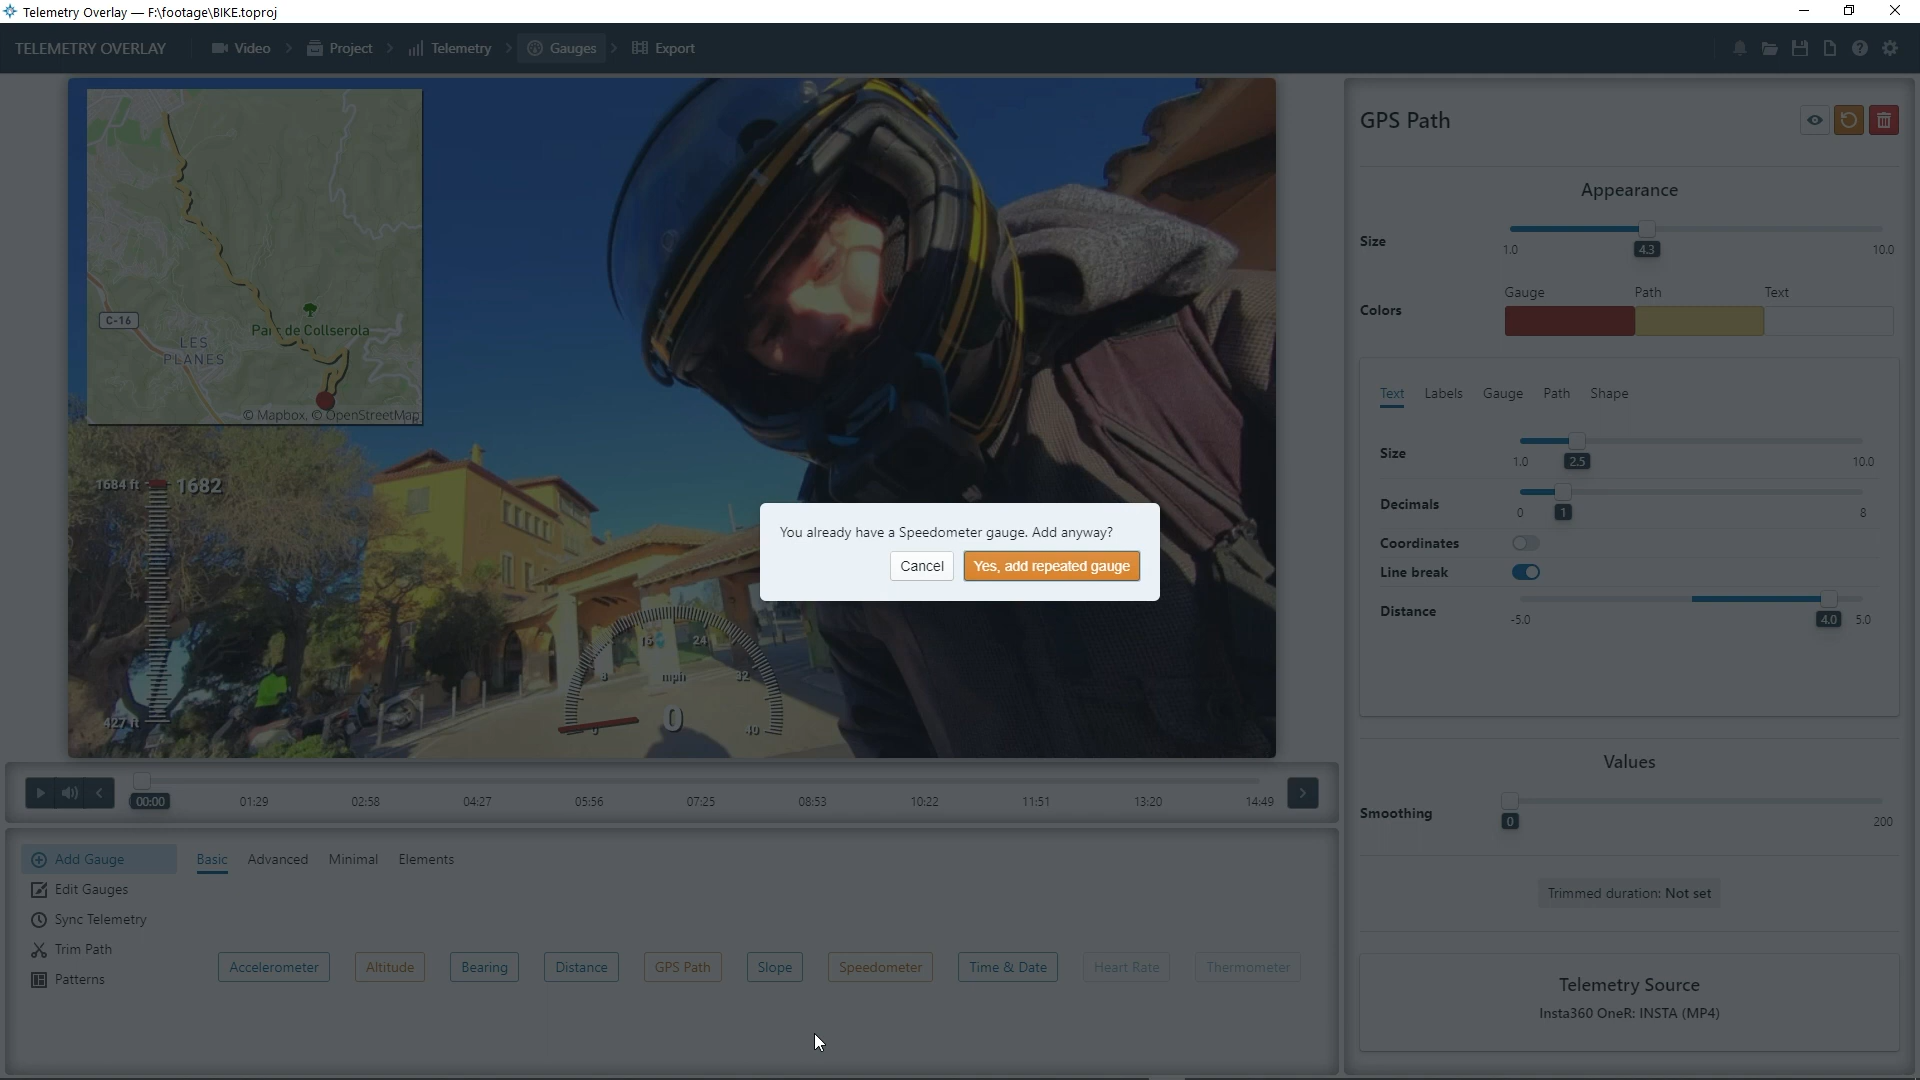 Telemetry Overlay — F:\footage\BIKE.toproj
TELEMETRY OVERLAY
Video
Project
Telemetry
Gauges
Export
C-16
LES
PLANES
Parc de Collserola
© Mapbox, © OpenStreetMap
1684 ft
1682
427 ft
0
8
16
24
32
40
mph
0
You already have a Speedometer gauge. Add anyway?
Cancel
Yes, add repeated gauge
GPS Path
Appearance
Size
1.0
4.3
10.0
Colors
Gauge
Path
Text
Text
Labels
Gauge
Path
Shape
Size
1.0
2.5
10.0
Decimals
0
1
8
Coordinates
Line break
Distance
-5.0
4.0
5.0
Values
Smoothing
0
200
Trimmed duration: Not set
Telemetry Source
Insta360 OneR: INSTA (MP4)
00:00
01:29
02:58
04:27
05:56
07:25
08:53
10:22
11:51
13:20
14:49
Add Gauge
Edit Gauges
Sync Telemetry
Trim Path
Patterns
Basic
Advanced
Minimal
Elements
Accelerometer
Altitude
Bearing
Distance
GPS Path
Slope
Speedometer
Time & Date
Heart Rate
Thermometer